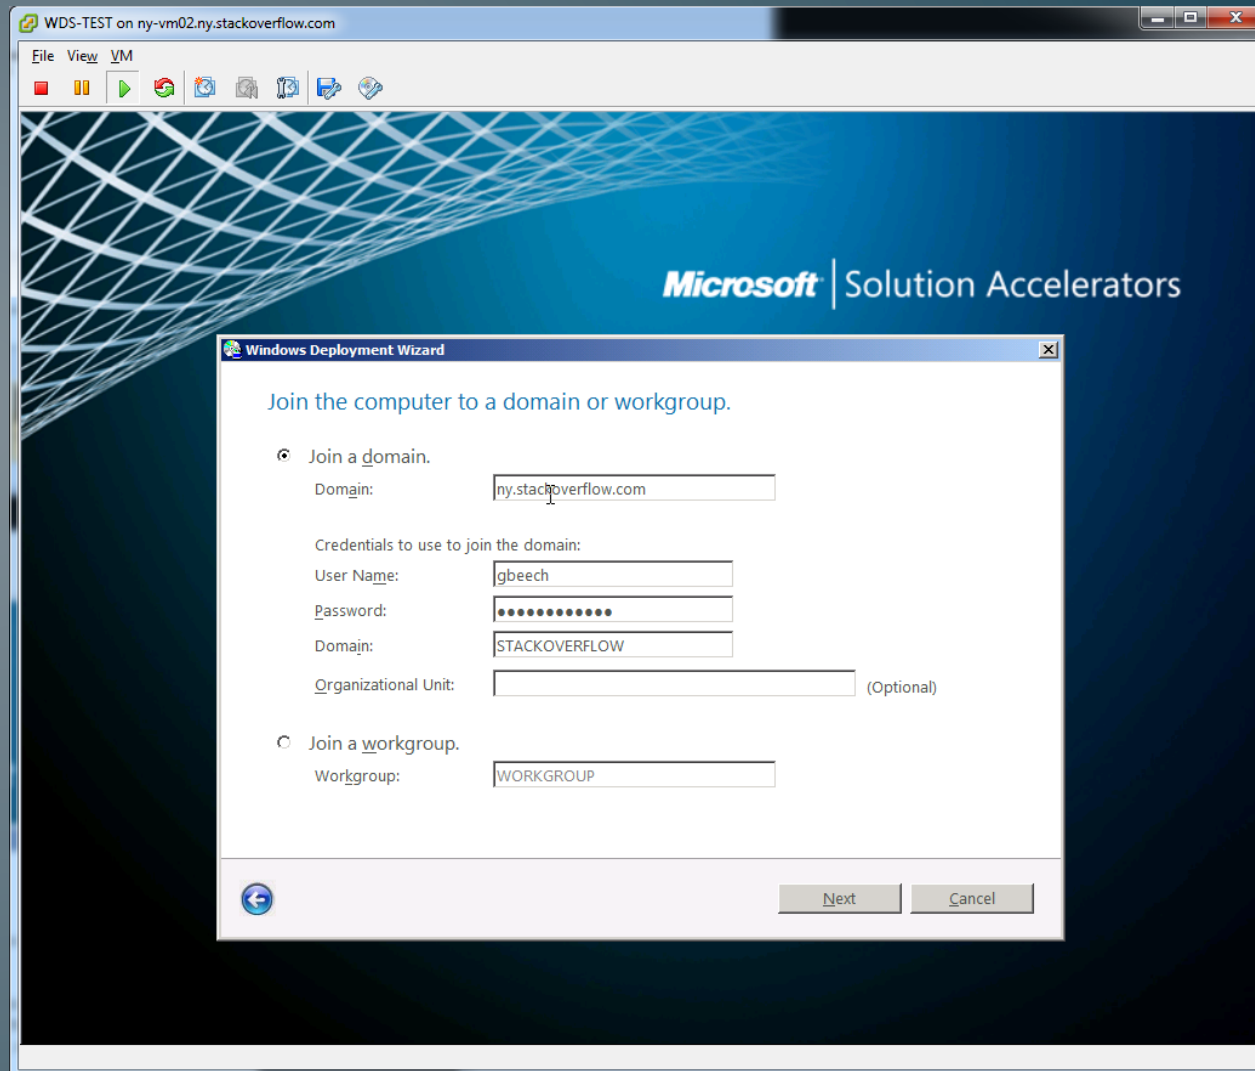 WDS-TEST on ny-vm02.ny.stackoverflow.com
File View VM
Microsoft Solution Accelerators
Windows Deployment Wizard
Join the computer to a domain or workgroup.
Join a domain.
Domain: ny.stackoverflow.com
Credentials to use to join the domain:
User Name: gbeech
Password: ●●●●●●●●●●●●
Domain: STACKOVERFLOW
Organizational Unit: (Optional)
Join a workgroup.
Workgroup: WORKGROUP
Next Cancel